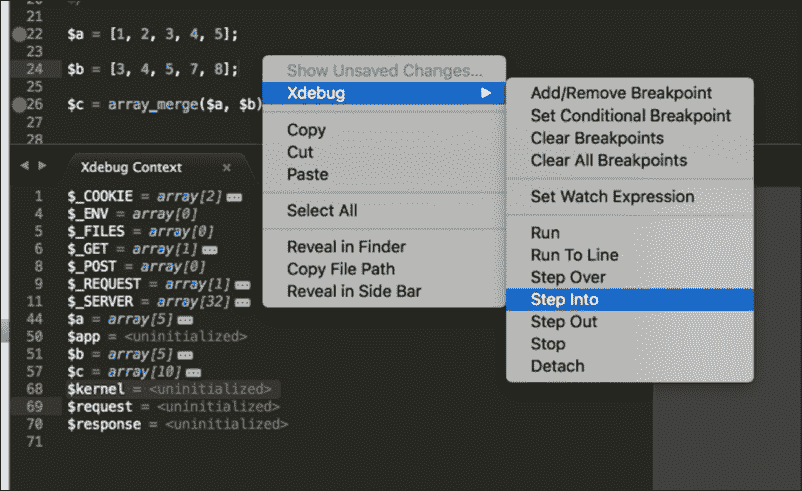 20
21
22 $a = [1, 2, 3, 4, 5];
23
24 $b = [3, 4, 5, 7, 8];
25
26 $c = array_merge($a, $b)
27
28
Xdebug Context ×
1 $_COOKIE = array[2]
4 $_ENV = array[0]
5 $_FILES = array[0]
6 $_GET = array[1]
8 $_POST = array[0]
9 $_REQUEST = array[1]
11 $_SERVER = array[32]
44 $a = array[5]
50 $app = <uninitialized>
51 $b = array[5]
57 $c = array[10]
68 $kernel = <uninitialized>
69 $request = <uninitialized>
70 $response = <uninitialized>
71
Show Unsaved Changes...
Xdebug
Copy
Cut
Paste
Select All
Reveal in Finder
Copy File Path
Reveal in Side Bar
Add/Remove Breakpoint
Set Conditional Breakpoint
Clear Breakpoints
Clear All Breakpoints
Set Watch Expression
Run
Run To Line
Step Over
Step Into
Step Out
Stop
Detach